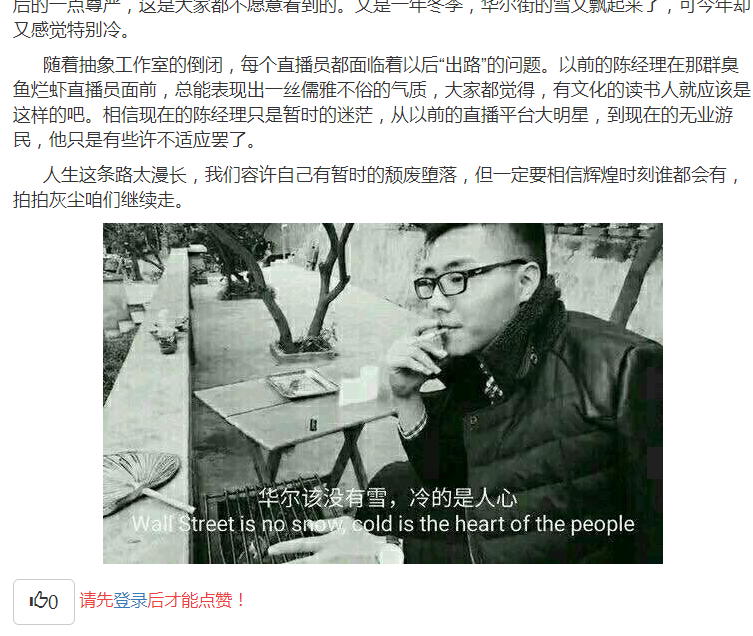 后的一点尊严，这是大家都不愿意看到的。又是一年冬季，华尔街的雪又飘起来了，可今年却
又感觉特别冷。
随着抽象工作室的倒闭，每个直播员都面临着以后“出路”的问题。以前的陈经理在那群臭
鱼烂虾直播员面前，总能表现出一丝儒雅不俗的气质，大家都觉得，有文化的读书人就应该是
这样的吧。相信现在的陈经理只是暂时的迷茫，从以前的直播平台大明星，到现在的无业游
民，他只是有些许不适应罢了。
人生这条路太漫长，我们容许自己有暂时的颓废堕落，但一定要相信辉煌时刻谁都会有，
拍拍灰尘咱们继续走。
华尔该没有雪，冷的是人心
Wall Street is no snow, cold is the heart of the people
0 请先登录后才能点赞！